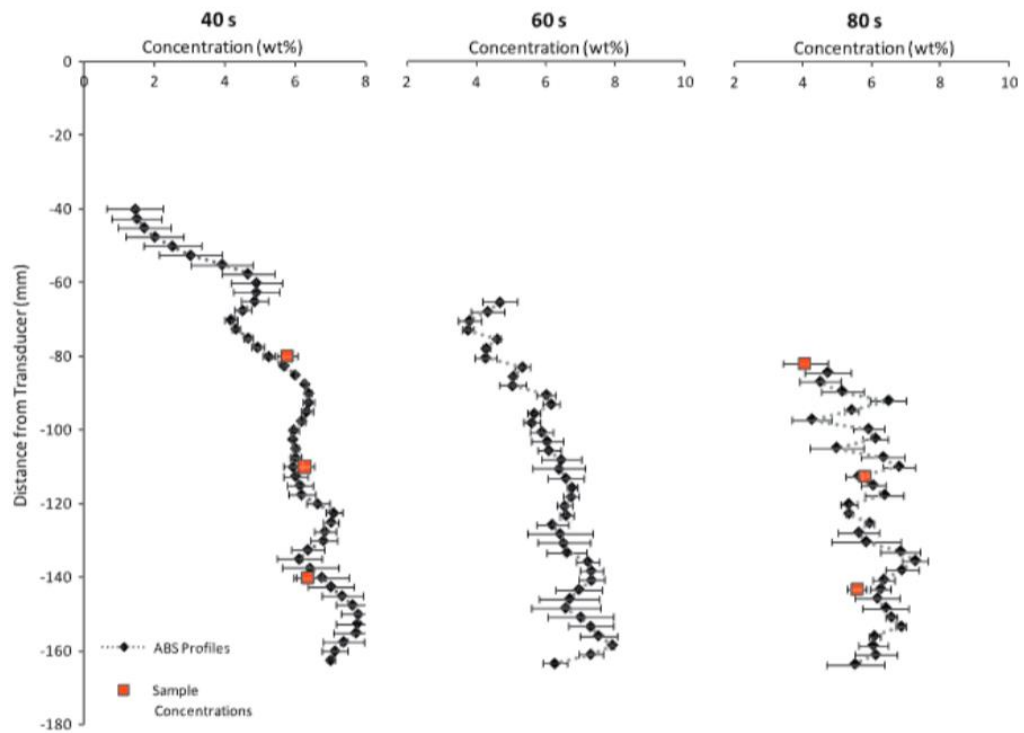 40 s
60 s
80 s
Concentration (wt%)
Concentration (wt%)
Concentration (wt%)
0 2 4 6 8
2 4 6 8 10
2 4 6 8 10
0
-20
-40
-60
-80
-100
-120
-140
-160
-180
Distance from Transducer (mm)
ABS Profiles
Sample
Concentrations